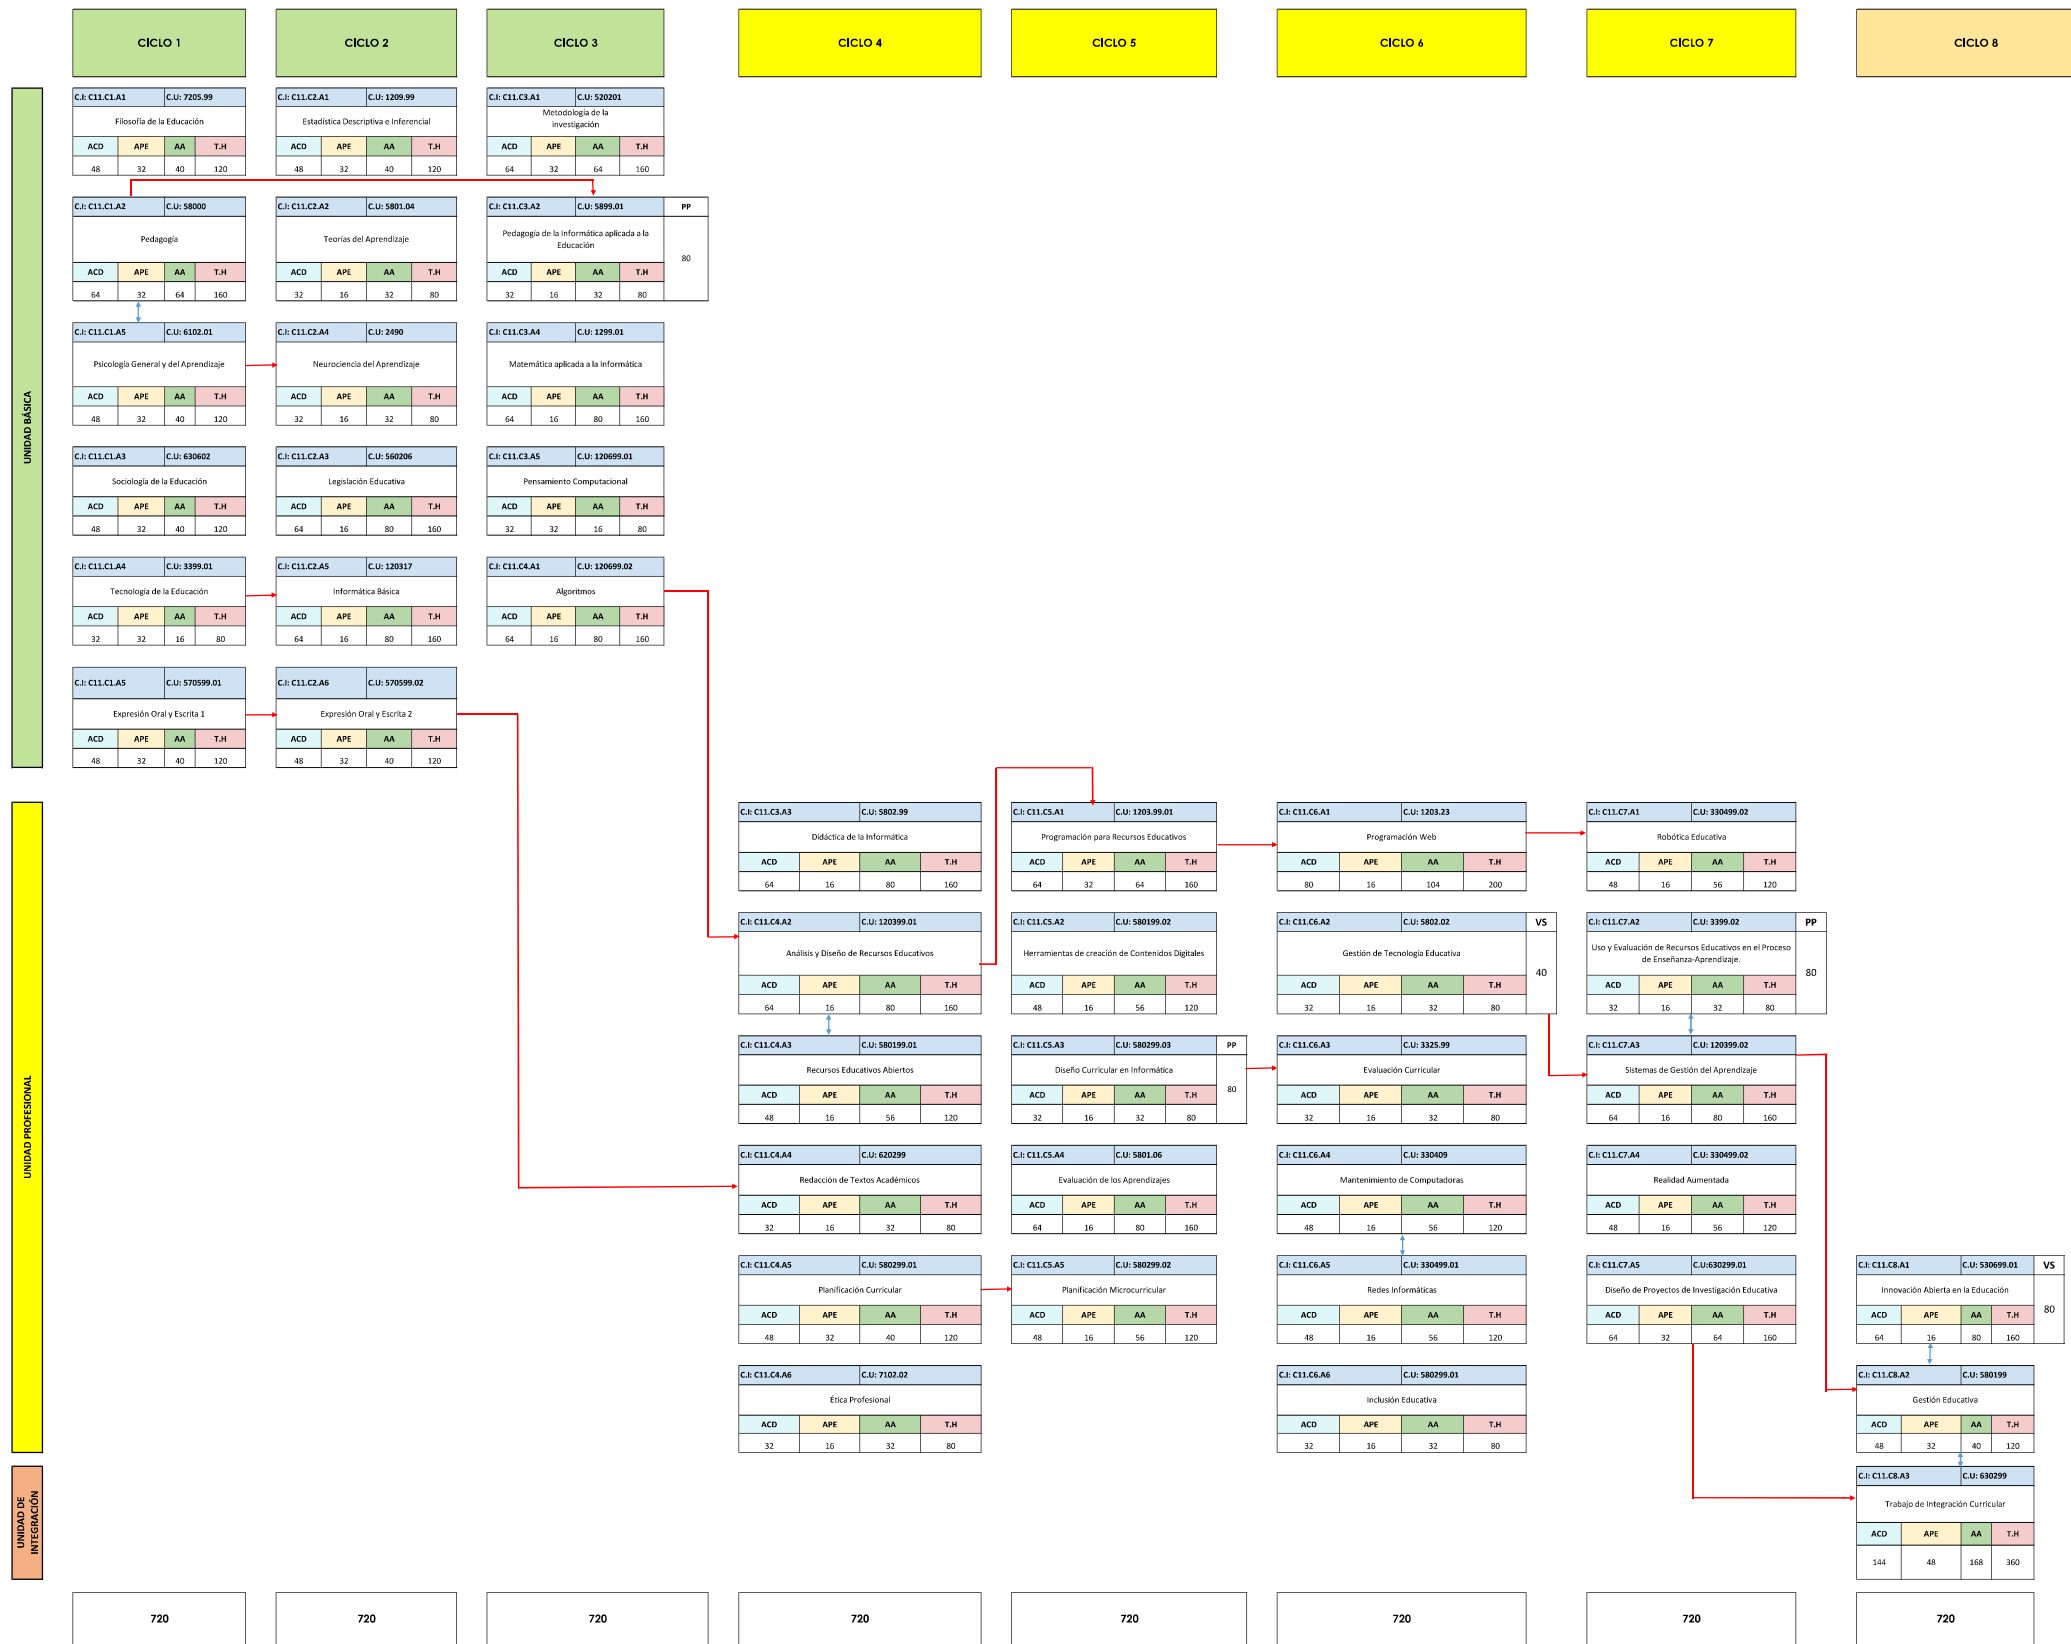 CICLO 1
CICLO 2
CICLO 3
CICLO 4
CICLO 5
CICLO 6
CICLO 7
CICLO 8
UNIDAD BÁSICA
C.I: C11.C1.A1 C.U: 7205.99
Filosofía de la Educación
ACD APE AA T.H
48 32 40 120
C.I: C11.C2.A1 C.U: 1209.99
Estadística Descriptiva e Inferencial
ACD APE AA T.H
48 32 40 120
C.I: C11.C3.A1 C.U: 520201
Metodología de la
investigación
ACD APE AA T.H
64 32 64 160
C.I: C11.C1.A2 C.U: 58000
Pedagogía
ACD APE AA T.H
64 32 64 160
C.I: C11.C2.A2 C.U: 5801.04
Teorías del Aprendizaje
ACD APE AA T.H
32 16 32 80
C.I: C11.C3.A2 C.U: 5899.01 PP
Pedagogía de la Informática aplicada a la
Educación
80
ACD APE AA T.H
32 16 32 80
C.I: C11.C1.A5 C.U: 6102.01
Psicología General y del Aprendizaje
ACD APE AA T.H
48 32 40 120
C.I: C11.C2.A4 C.U: 2490
Neurociencia del Aprendizaje
ACD APE AA T.H
32 16 32 80
C.I: C11.C3.A4 C.U: 1299.01
Matemática aplicada a la Informática
ACD APE AA T.H
64 16 80 160
C.I: C11.C1.A3 C.U: 630602
Sociología de la Educación
ACD APE AA T.H
48 32 40 120
C.I: C11.C2.A3 C.U: 560206
Legislación Educativa
ACD APE AA T.H
64 16 80 160
C.I: C11.C3.A5 C.U: 120699.01
Pensamiento Computacional
ACD APE AA T.H
32 32 16 80
C.I: C11.C1.A4 C.U: 3399.01
Tecnología de la Educación
ACD APE AA T.H
32 32 16 80
C.I: C11.C2.A5 C.U: 120317
Informática Básica
ACD APE AA T.H
64 16 80 160
C.I: C11.C4.A1 C.U: 120699.02
Algoritmos
ACD APE AA T.H
64 16 80 160
C.I: C11.C1.A5 C.U: 570599.01
Expresión Oral y Escrita 1
ACD APE AA T.H
48 32 40 120
C.I: C11.C2.A6 C.U: 570599.02
Expresión Oral y Escrita 2
ACD APE AA T.H
48 32 40 120
UNIDAD PROFESIONAL
C.I: C11.C3.A3 C.U: 5802.99
Didáctica de la Informática
ACD APE AA T.H
64 16 80 160
C.I: C11.C5.A1 C.U: 1203.99.01
Programación para Recursos Educativos
ACD APE AA T.H
64 32 64 160
C.I: C11.C6.A1 C.U: 1203.23
Programación Web
ACD APE AA T.H
80 16 104 200
C.I: C11.C7.A1 C.U: 330499.02
Robótica Educativa
ACD APE AA T.H
48 16 56 120
C.I: C11.C4.A2 C.U: 120399.01
Análisis y Diseño de Recursos Educativos
ACD APE AA T.H
64 16 80 160
C.I: C11.C5.A2 C.U: 580199.02
Herramientas de creación de Contenidos Digitales
ACD APE AA T.H
48 16 56 120
C.I: C11.C6.A2 C.U: 5802.02 VS
Gestión de Tecnología Educativa
40
ACD APE AA T.H
32 16 32 80
C.I: C11.C7.A2 C.U: 3399.02 PP
Uso y Evaluación de Recursos Educativos en el Proceso
de Enseñanza-Aprendizaje.
80
ACD APE AA T.H
32 16 32 80
C.I: C11.C4.A3 C.U: 580199.01
Recursos Educativos Abiertos
ACD APE AA T.H
48 16 56 120
C.I: C11.C5.A3 C.U: 580299.03 PP
Diseño Curricular en Informática
80
ACD APE AA T.H
32 16 32 80
C.I: C11.C6.A3 C.U: 3325.99
Evaluación Curricular
ACD APE AA T.H
32 16 32 80
C.I: C11.C7.A3 C.U: 120399.02
Sistemas de Gestión del Aprendizaje
ACD APE AA T.H
64 16 80 160
C.I: C11.C4.A4 C.U: 620299
Redacción de Textos Académicos
ACD APE AA T.H
32 16 32 80
C.I: C11.C5.A4 C.U: 5801.06
Evaluación de los Aprendizajes
ACD APE AA T.H
64 16 80 160
C.I: C11.C6.A4 C.U: 330409
Mantenimiento de Computadoras
ACD APE AA T.H
48 16 56 120
C.I: C11.C7.A4 C.U: 330499.02
Realidad Aumentada
ACD APE AA T.H
48 16 56 120
C.I: C11.C4.A5 C.U: 580299.01
Planificación Curricular
ACD APE AA T.H
48 32 40 120
C.I: C11.C5.A5 C.U: 580299.02
Planificación Microcurricular
ACD APE AA T.H
48 16 56 120
C.I: C11.C6.A5 C.U: 330499.01
Redes Informáticas
ACD APE AA T.H
48 16 56 120
C.I: C11.C7.A5 C.U:630299.01
Diseño de Proyectos de Investigación Educativa
ACD APE AA T.H
64 32 64 160
C.I: C11.C8.A1 C.U: 530699.01 VS
Innovación Abierta en la Educación
80
ACD APE AA T.H
64 16 80 160
C.I: C11.C4.A6 C.U: 7102.02
Ética Profesional
ACD APE AA T.H
32 16 32 80
C.I: C11.C6.A6 C.U: 580299.01
Inclusión Educativa
ACD APE AA T.H
32 16 32 80
C.I: C11.C8.A2 C.U: 580199
Gestión Educativa
ACD APE AA T.H
48 32 40 120
UNIDAD DE
INTEGRACIÓN
C.I: C11.C8.A3 C.U: 630299
Trabajo de Integración Curricular
ACD APE AA T.H
144 48 168 360
720
720
720
720
720
720
720
720